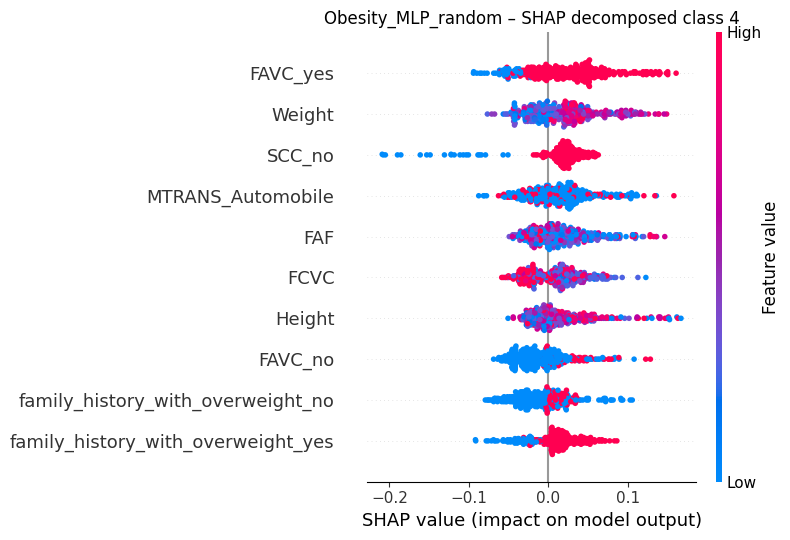 Obesity_MLP_random – SHAP decomposed class 4
High
FAVC_yes
Weight
SCC_no
MTRANS_Automobile
FAF
FCVC
Height
FAVC_no
family_history_with_overweight_no
family_history_with_overweight_yes
Feature value
Low
−0.2 −0.1 0.0 0.1
SHAP value (impact on model output)